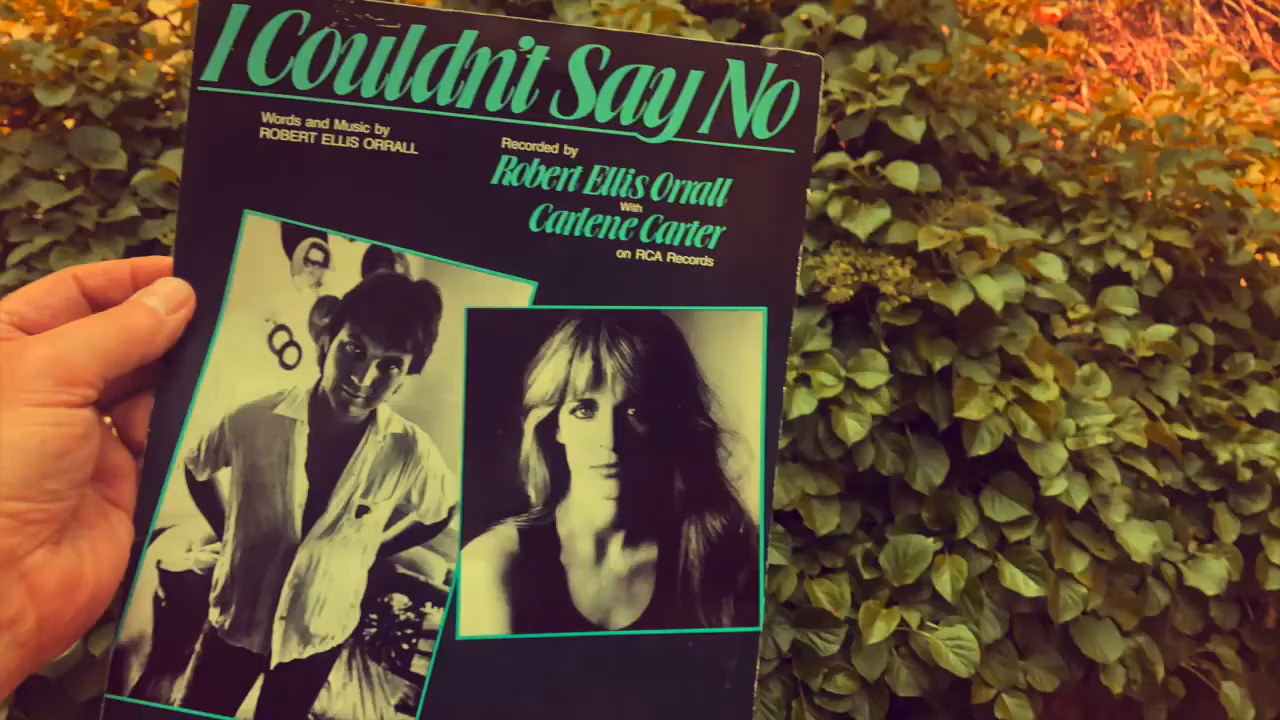 I Couldn't Say No
Words and Music by
ROBERT ELLIS ORRALL
Recorded by
Robert Ellis Orrall
With
Carlene Carter
on RCA Records